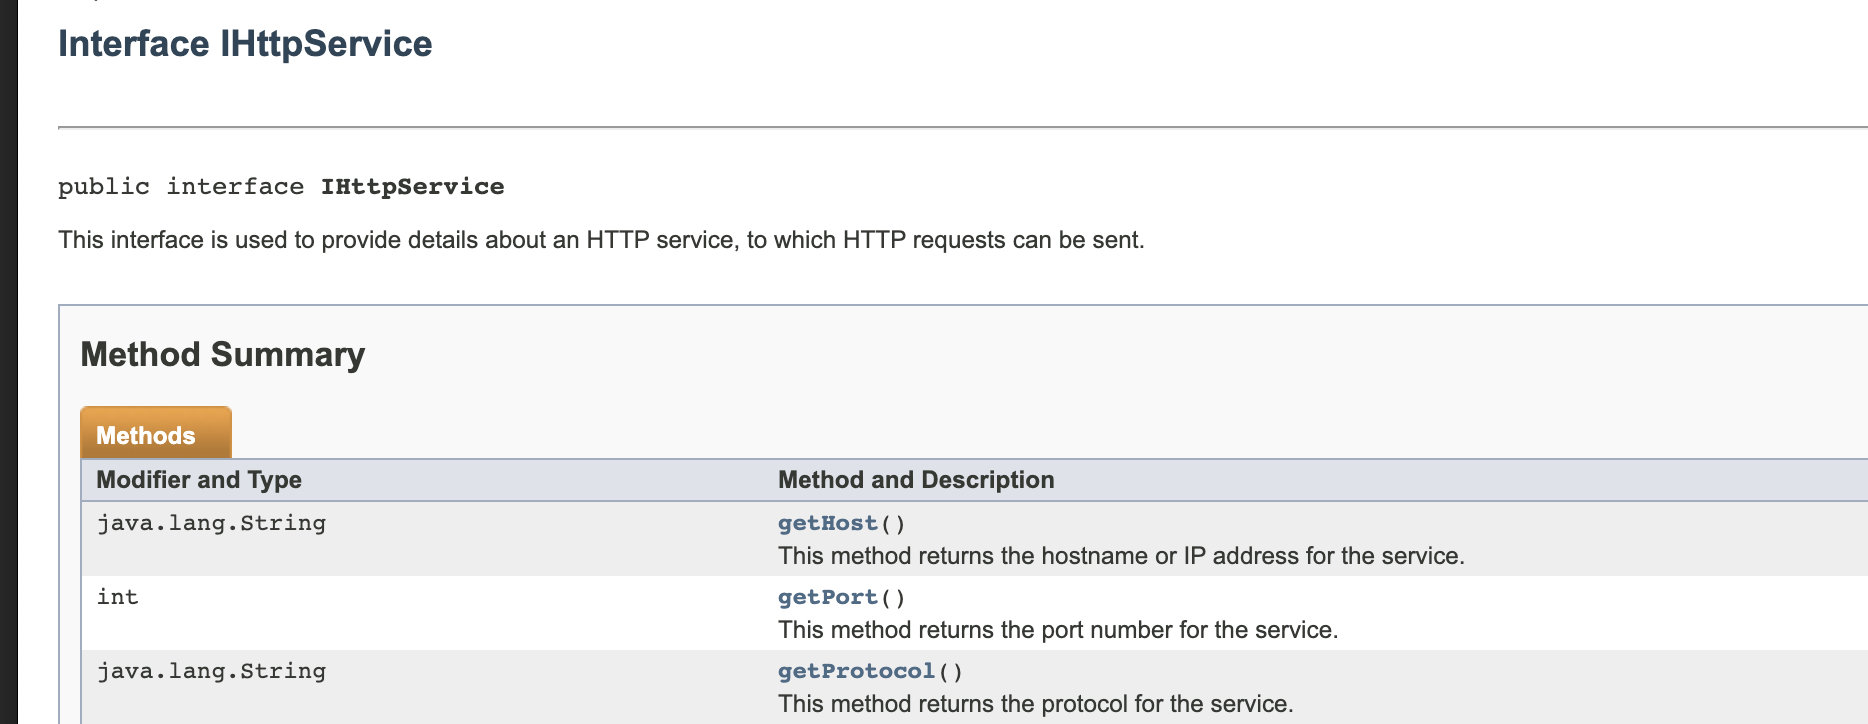 Interface IHttpService
public interface IHttpService
This interface is used to provide details about an HTTP service, to which HTTP requests can be sent.
Method Summary
Methods
Modifier and Type Method and Description
java.lang.String getHost()
This method returns the hostname or IP address for the service.
int getPort()
This method returns the port number for the service.
java.lang.String getProtocol()
This method returns the protocol for the service.